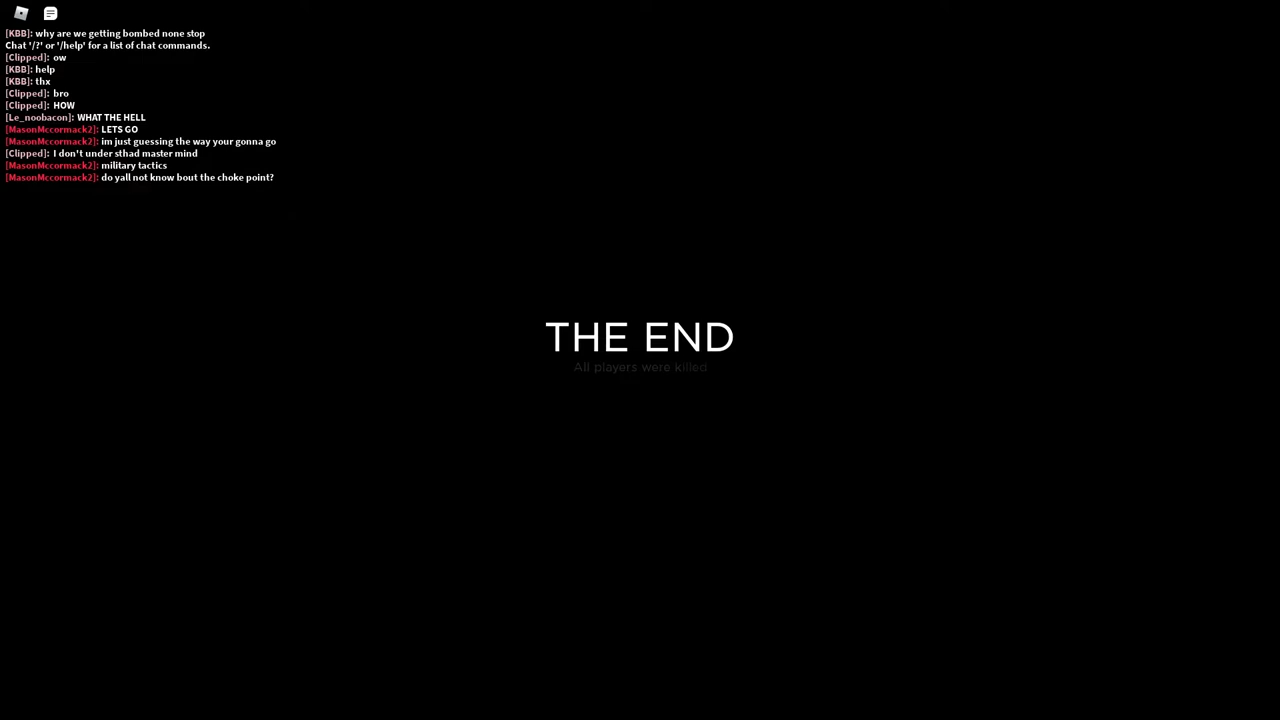 [KBB]: why are we getting bombed none stop
Chat '/?' or '/help' for a list of chat commands.
[Clipped]: ow
[KBB]: help
[KBB]: thx
[Clipped]: bro
[Clipped]: HOW
[Le_noobacon]: WHAT THE HELL
[MasonMccormack2]: LETS GO
[MasonMccormack2]: im just guessing the way your gonna go
[Clipped]: I don't under sthad master mind
[MasonMccormack2]: military tactics
[MasonMccormack2]: do yall not know bout the choke point?
THE END
All players were killed